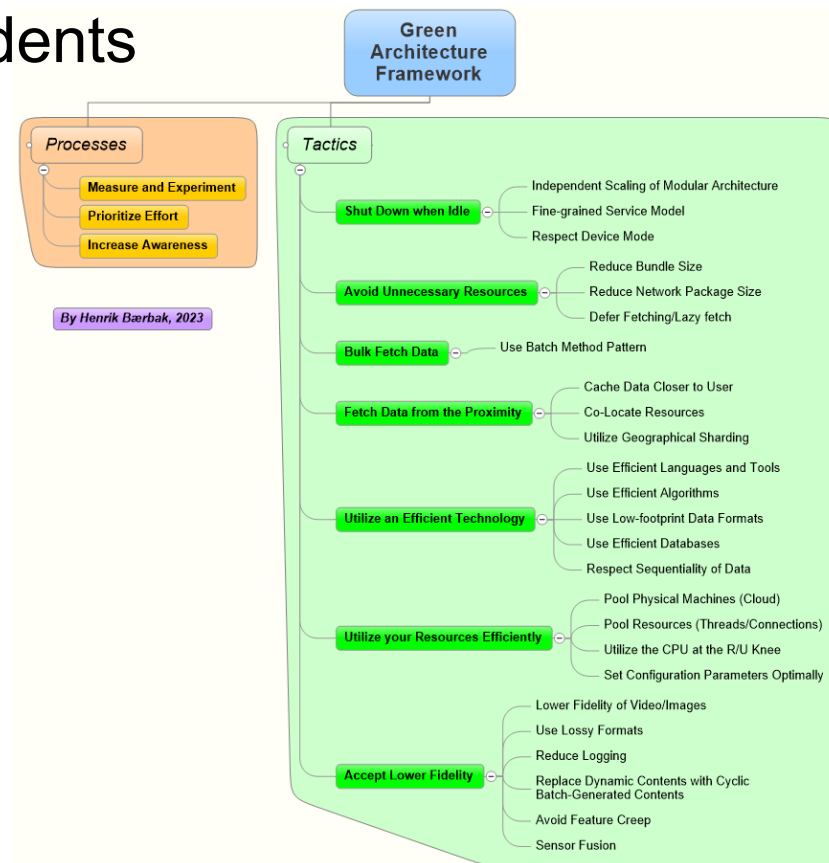 dents
Green
Architecture
Framework
Processes
Measure and Experiment
Prioritize Effort
Increase Awareness
By Henrik Bærbak, 2023
Tactics
Shut Down when Idle
Independent Scaling of Modular Architecture
Fine-grained Service Model
Respect Device Mode
Avoid Unnecessary Resources
Reduce Bundle Size
Reduce Network Package Size
Defer Fetching/Lazy fetch
Bulk Fetch Data
Use Batch Method Pattern
Fetch Data from the Proximity
Cache Data Closer to User
Co-Locate Resources
Utilize Geographical Sharding
Utilize an Efficient Technology
Use Efficient Languages and Tools
Use Efficient Algorithms
Use Low-footprint Data Formats
Use Efficient Databases
Respect Sequentiality of Data
Utilize your Resources Efficiently
Pool Physical Machines (Cloud)
Pool Resources (Threads/Connections)
Utilize the CPU at the R/U Knee
Set Configuration Parameters Optimally
Accept Lower Fidelity
Lower Fidelity of Video/Images
Use Lossy Formats
Reduce Logging
Replace Dynamic Contents with Cyclic
Batch-Generated Contents
Avoid Feature Creep
Sensor Fusion